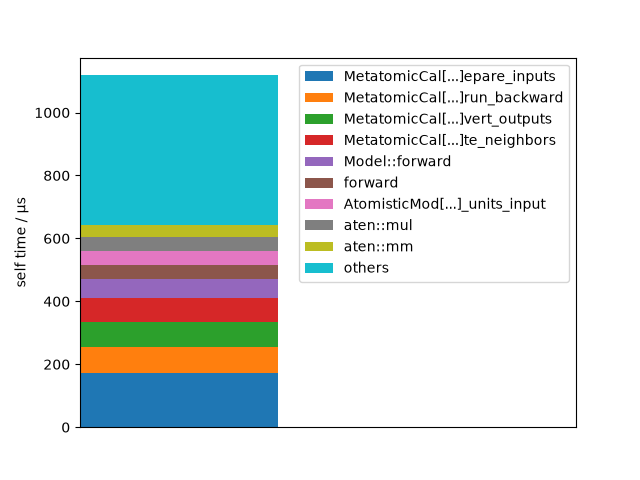 1000
800
600
400
200
0
self time / µs
MetatomicCal[...]epare_inputs
MetatomicCal[...]run_backward
MetatomicCal[...]vert_outputs
MetatomicCal[...]te_neighbors
Model::forward
forward
AtomisticMod[...]_units_input
aten::mul
aten::mm
others